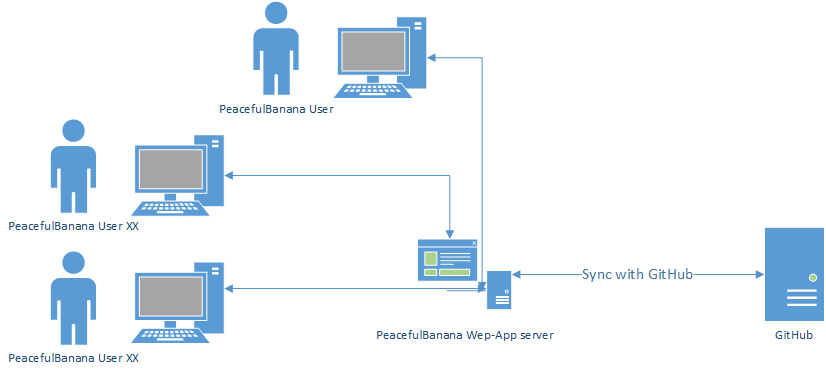 PeacefulBanana User
PeacefulBanana User XX
Sync with GitHub
PeacefulBanana Wep-App server
GitHub
PeacefulBanana User XX